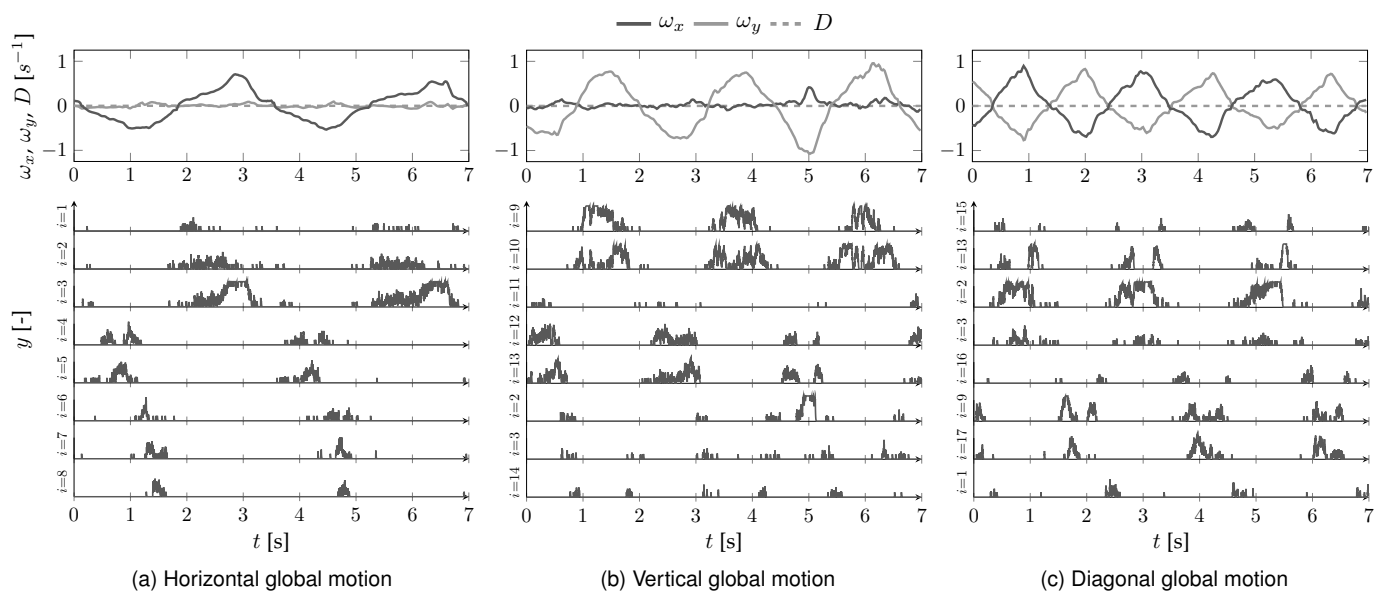 ω_x ω_y D
ω_x, ω_y, D [s⁻¹]
1
0
−1
0 1 2 3 4 5 6 7
1
0
−1
0 1 2 3 4 5 6 7
1
0
−1
0 1 2 3 4 5 6 7
y [-]
i=1
i=2
i=3
i=4
i=5
i=6
i=7
i=8
0 1 2 3 4 5 6 7
t [s]
i=9
i=10
i=11
i=12
i=13
i=2
i=3
i=14
0 1 2 3 4 5 6 7
t [s]
i=15
i=13
i=2
i=3
i=16
i=9
i=17
i=1
0 1 2 3 4 5 6 7
t [s]
(a) Horizontal global motion
(b) Vertical global motion
(c) Diagonal global motion